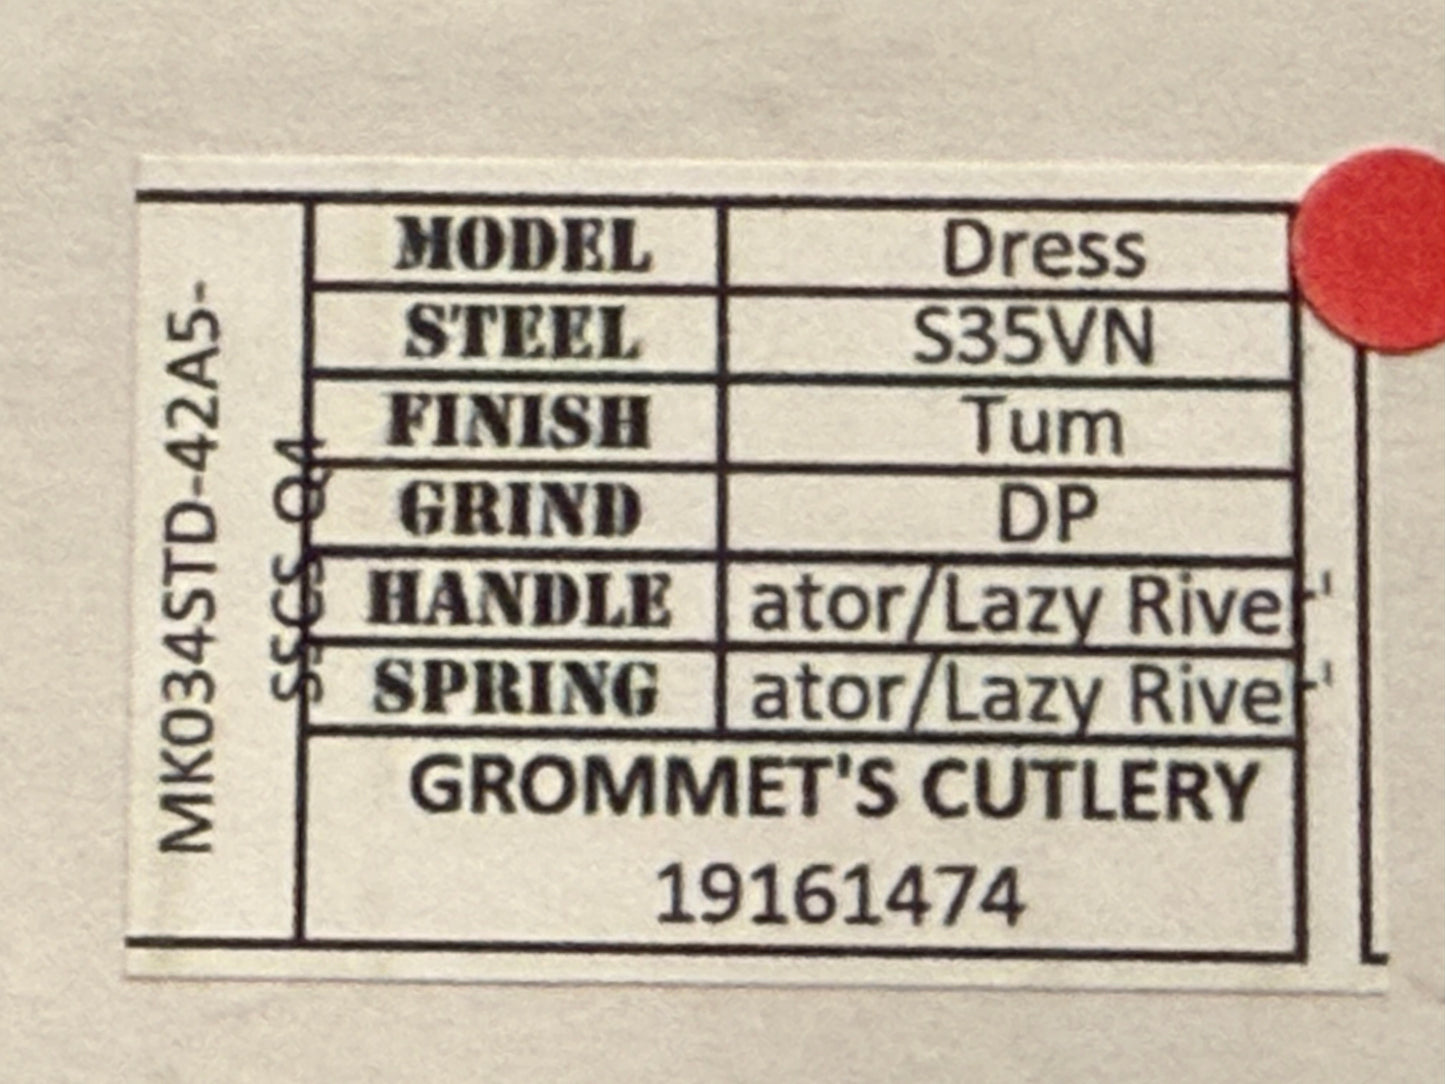 MK034STD-42A5-
SSGS Q4
MODEL Dress
STEEL S35VN
FINISH Tum
GRIND DP
HANDLE ator/Lazy Rive
SPRING ator/Lazy Rive
GROMMET'S CUTLERY
19161474